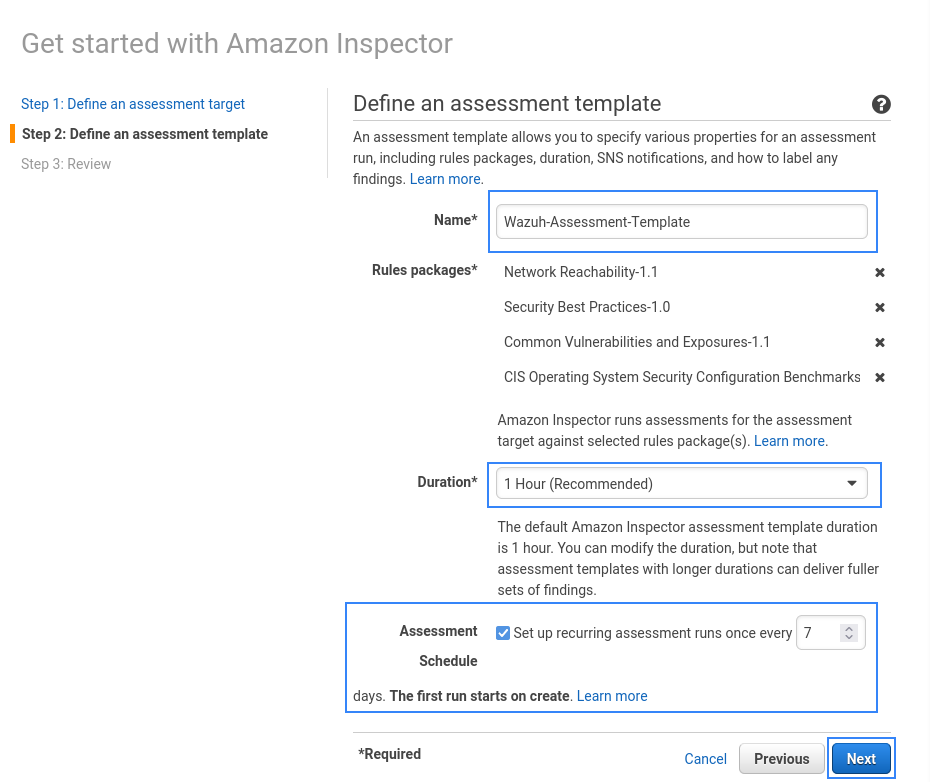 Get started with Amazon Inspector
Step 1: Define an assessment target
Step 2: Define an assessment template
Step 3: Review
Define an assessment template
?
An assessment template allows you to specify various properties for an assessment
run, including rules packages, duration, SNS notifications, and how to label any
findings. Learn more.
Name*
Wazuh-Assessment-Template
Rules packages*
Network Reachability-1.1
Security Best Practices-1.0
Common Vulnerabilities and Exposures-1.1
CIS Operating System Security Configuration Benchmarks
Amazon Inspector runs assessments for the assessment
target against selected rules package(s). Learn more.
Duration*
1 Hour (Recommended)
The default Amazon Inspector assessment template duration
is 1 hour. You can modify the duration, but note that
assessment templates with longer durations can deliver fuller
sets of findings.
Assessment Schedule
Set up recurring assessment runs once every 7
days. The first run starts on create. Learn more
*Required
Cancel
Previous
Next